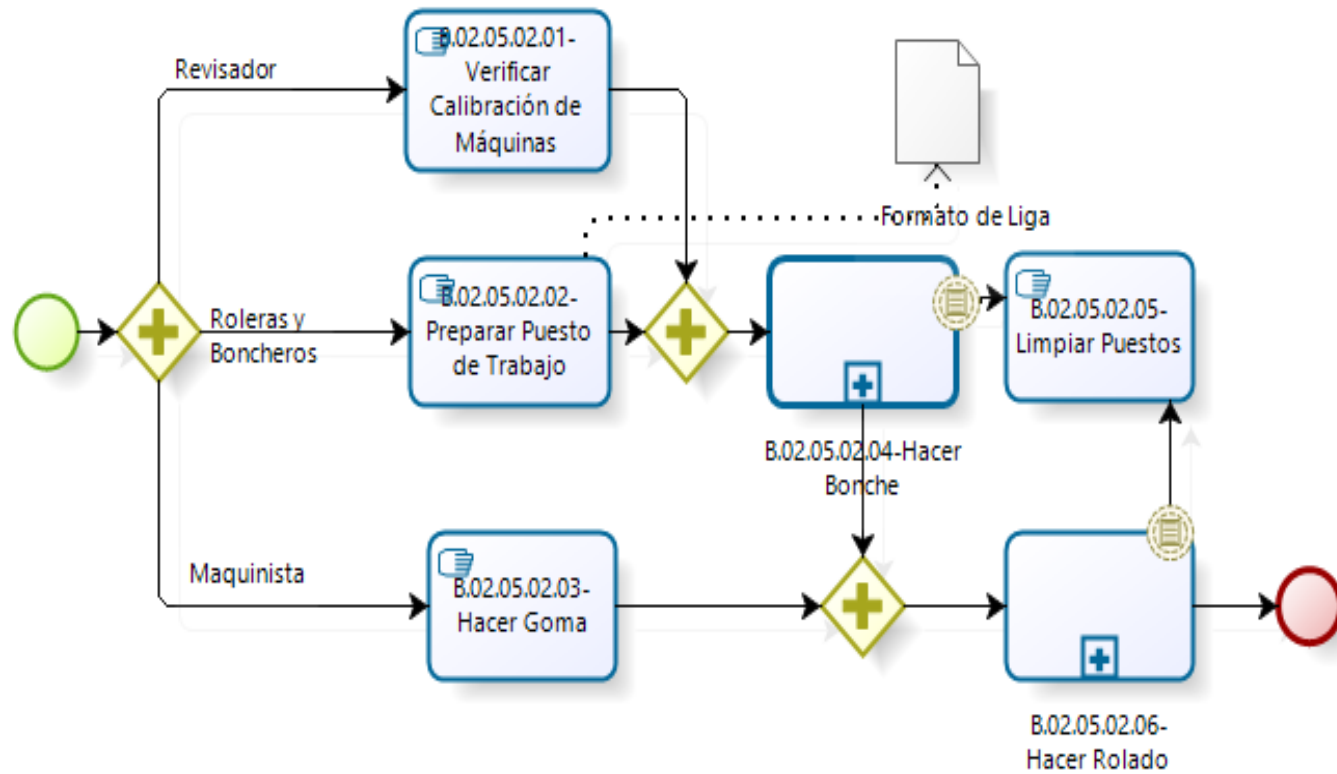 Revisador
B.02.05.02.01-
Verificar
Calibración de
Máquinas
Formato de Liga
Roleras y
Boncheros
B.02.05.02.02-
Preparar Puesto
de Trabajo
B.02.05.02.04-Hacer
Bonche
B.02.05.02.05-
Limpiar Puestos
Maquinista
B.02.05.02.03-
Hacer Goma
B.02.05.02.06-
Hacer Rolado